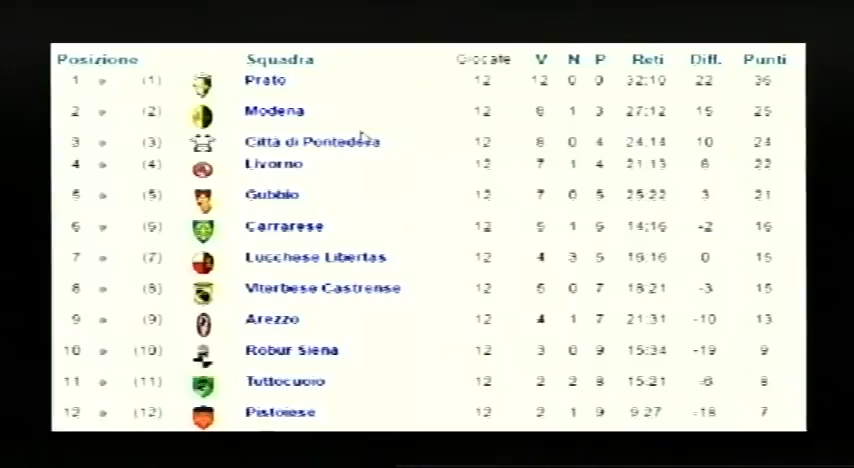 Posizione Squadra Giocate V N P Reti Diff. Punti
1 (1) Prato 12 12 0 0 32:10 22 36
2 (2) Modena 12 8 1 3 27:12 15 25
3 (3) Città di Pontedera 12 8 0 4 24:14 10 24
4 (4) Livorno 12 7 1 4 21:13 8 22
5 (5) Gubbio 12 7 0 5 25:22 3 21
6 (6) Carrarese 12 5 1 6 14:16 -2 16
7 (7) Lucchese Libertas 12 4 3 5 16:16 0 15
8 (8) Viterbese Castrense 12 5 0 7 18:21 -3 15
9 (9) Arezzo 12 4 1 7 21:31 -10 13
10 (10) Robur Siena 12 3 0 9 15:34 -19 9
11 (11) Tuttocuoio 12 2 2 8 15:21 -6 8
12 (12) Pistoiese 12 2 1 9 9:27 -18 7